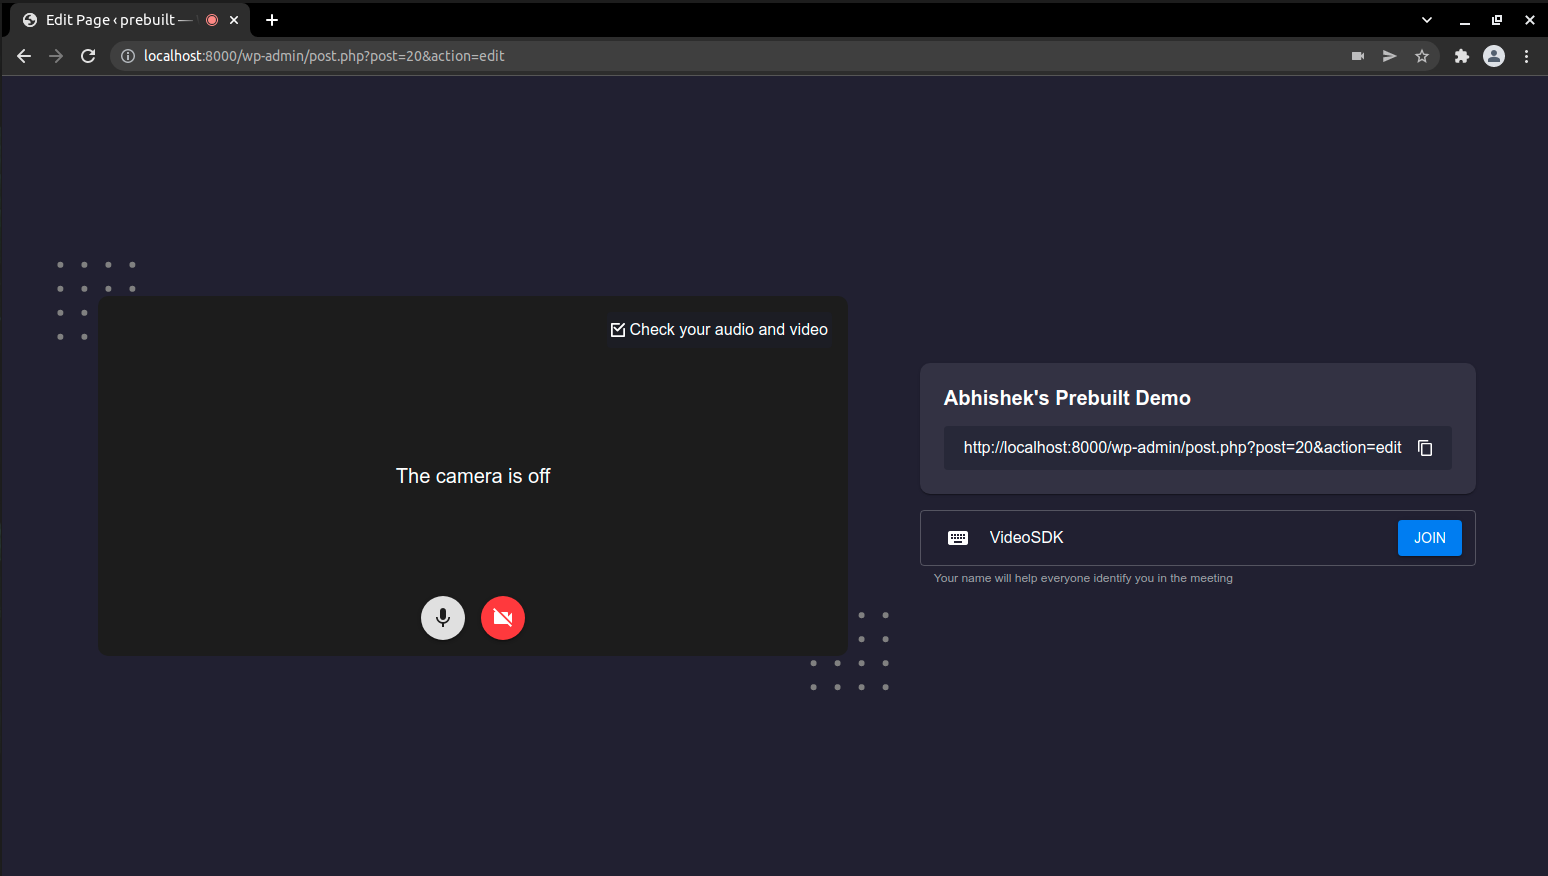 Edit Page ‹ prebuilt —
localhost:8000/wp-admin/post.php?post=20&action=edit
Check your audio and video
The camera is off
Abhishek's Prebuilt Demo
http://localhost:8000/wp-admin/post.php?post=20&action=edit
VideoSDK
JOIN
Your name will help everyone identify you in the meeting